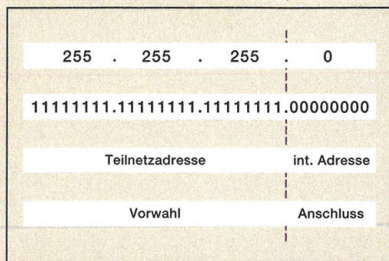 255 . 255 . 255 . 0
11111111.11111111.11111111.00000000
Teilnetzadresse int. Adresse
Vorwahl Anschluss